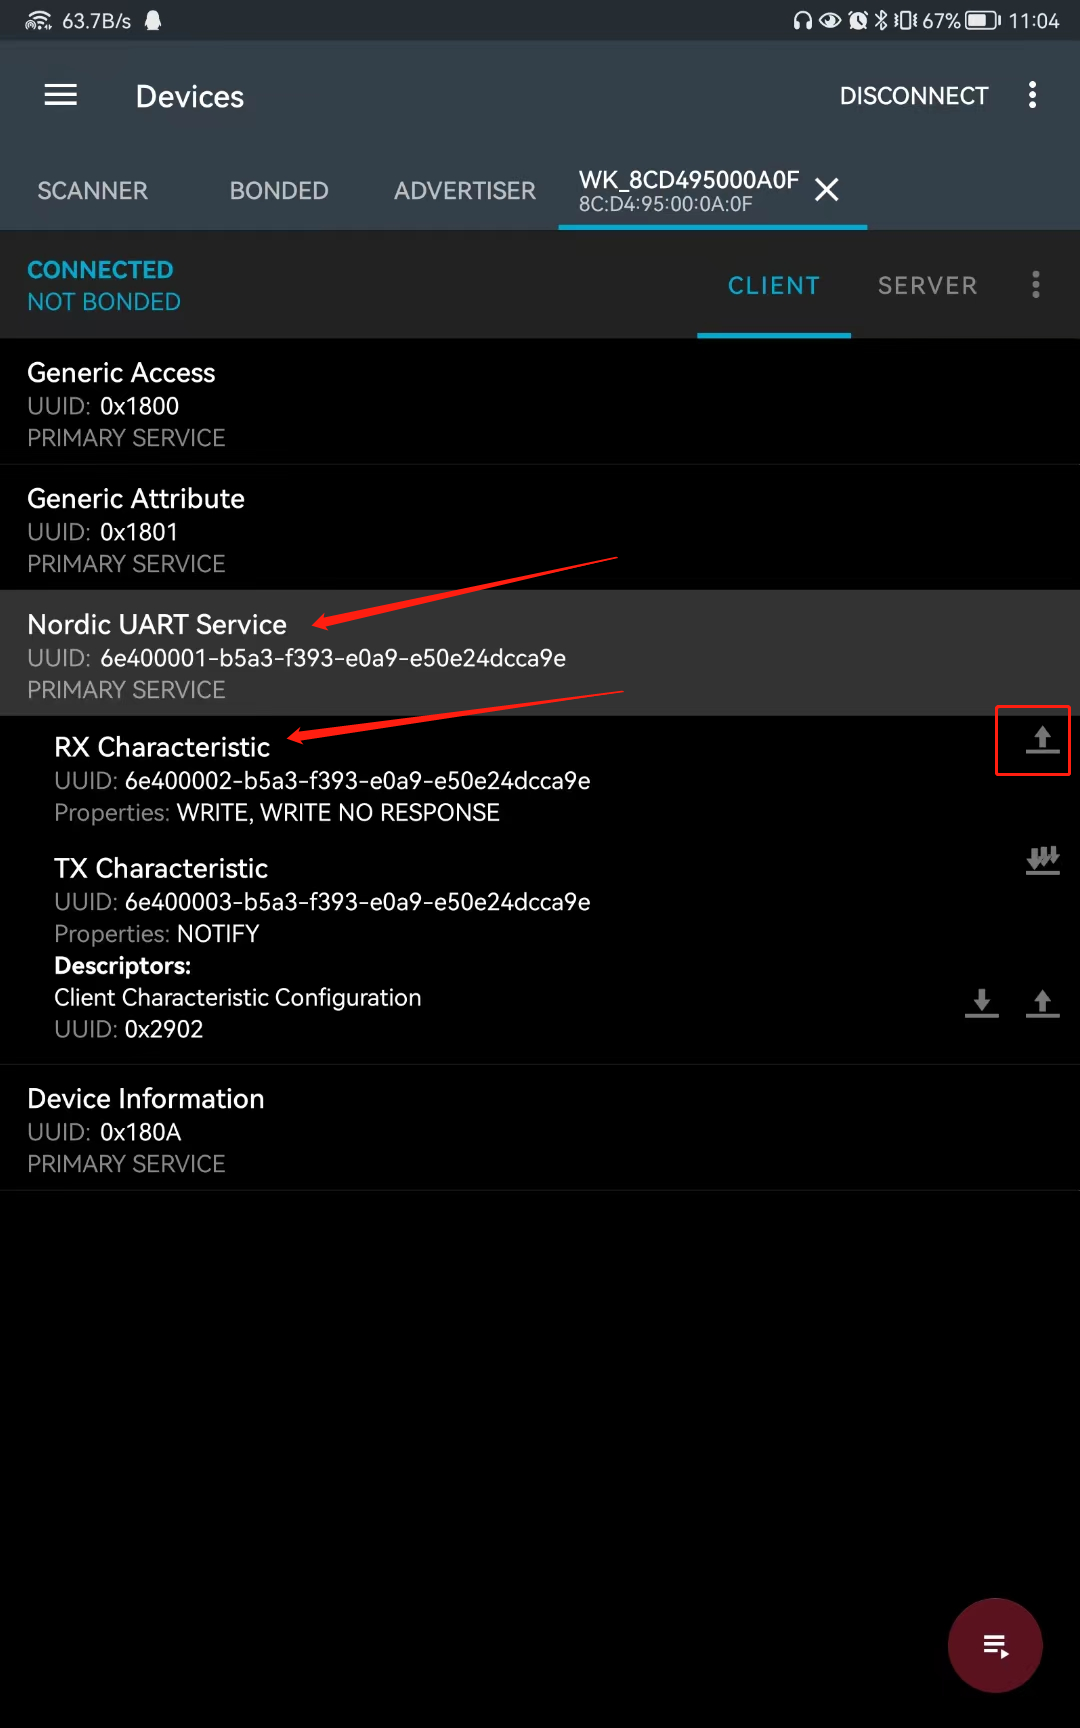 63.7B/s 67% 11:04
Devices DISCONNECT
SCANNER BONDED ADVERTISER WK_8CD495000A0F
8C:D4:95:00:0A:0F
CONNECTED
NOT BONDED
CLIENT SERVER
Generic Access
UUID: 0x1800
PRIMARY SERVICE
Generic Attribute
UUID: 0x1801
PRIMARY SERVICE
Nordic UART Service
UUID: 6e400001-b5a3-f393-e0a9-e50e24dcca9e
PRIMARY SERVICE
RX Characteristic
UUID: 6e400002-b5a3-f393-e0a9-e50e24dcca9e
Properties: WRITE, WRITE NO RESPONSE
TX Characteristic
UUID: 6e400003-b5a3-f393-e0a9-e50e24dcca9e
Properties: NOTIFY
Descriptors:
Client Characteristic Configuration
UUID: 0x2902
Device Information
UUID: 0x180A
PRIMARY SERVICE